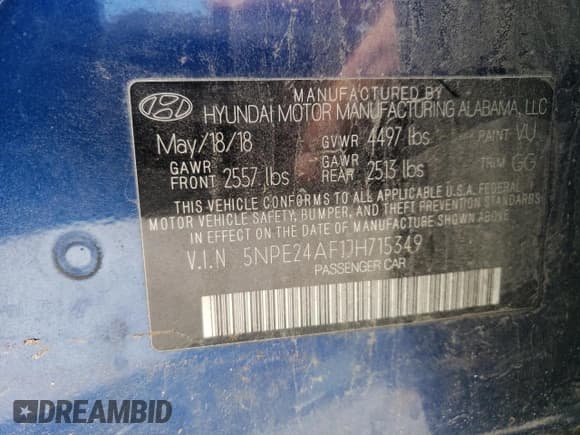 MANUFACTURED BY
HYUNDAI MOTOR MANUFACTURING ALABAMA, LLC
May/18/18 GVWR 4497 lbs PAINT VU
GAWR FRONT 2557 lbs GAWR REAR 2513 lbs TRIM GG
THIS VEHICLE CONFORMS TO ALL APPLICABLE U.S.A. FEDERAL
MOTOR VEHICLE SAFETY, BUMPER, AND THEFT PREVENTION
STANDARDS IN EFFECT
ON THE DATE OF MANUFACTURE SHOWN ABOVE.
V.I.N 5NPE24AF1JH715349
PASSENGER CAR
DREAMBID